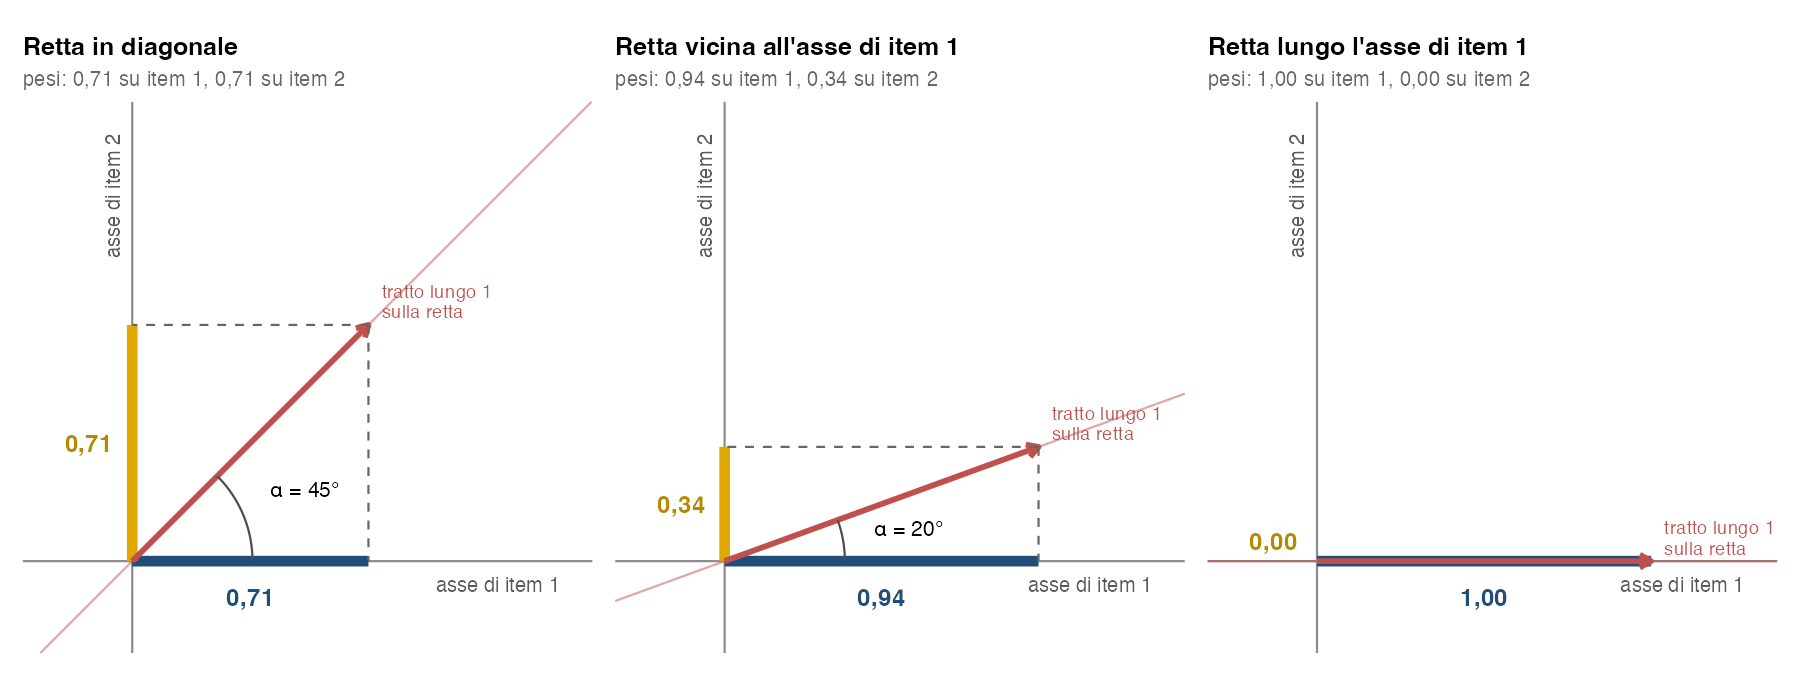 Retta in diagonale
pesi: 0,71 su item 1, 0,71 su item 2
asse di item 2
tratto lungo 1
sulla retta
0,71
α = 45°
asse di item 1
0,71
Retta vicina all'asse di item 1
pesi: 0,94 su item 1, 0,34 su item 2
asse di item 2
tratto lungo 1
sulla retta
0,34
α = 20°
asse di item 1
0,94
Retta lungo l'asse di item 1
pesi: 1,00 su item 1, 0,00 su item 2
asse di item 2
tratto lungo 1
sulla retta
0,00
asse di item 1
1,00